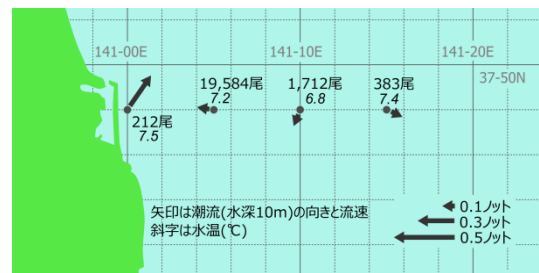 141-00E 141-10E 141-20E
37-50N
19,584尾 1,712尾 383尾
7.2 6.8 7.4
212尾
7.5
矢印は潮流(水深10m)の向きと流速
斜字は水温(℃)
0.1ノット
0.3ノット
0.5ノット